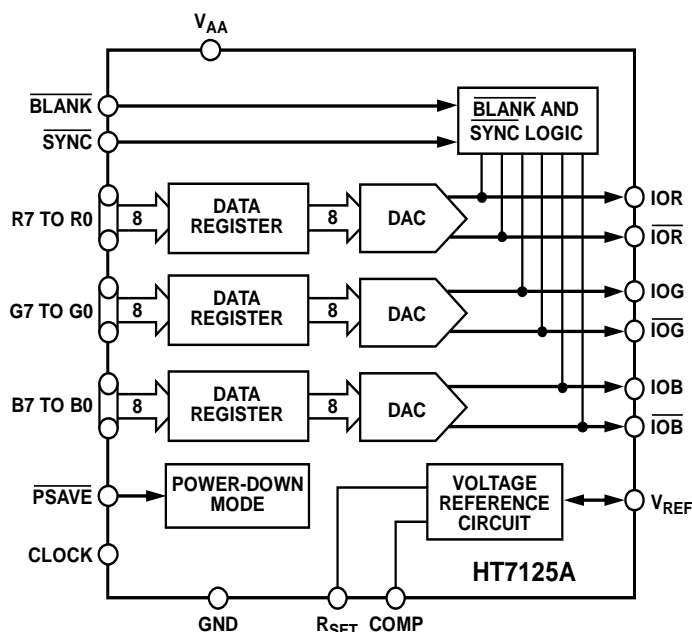 VAA
BLANK
SYNC
BLANK AND
SYNC LOGIC
R7 TO R0
8
DATA
REGISTER
8
DAC
IOR
IOR
G7 TO G0
8
DATA
REGISTER
8
DAC
IOG
IOG
B7 TO B0
8
DATA
REGISTER
8
DAC
IOB
IOB
PSAVE
POWER-DOWN
MODE
VOLTAGE
REFERENCE
CIRCUIT
VREF
CLOCK
HT7125A
GND
RSET
COMP